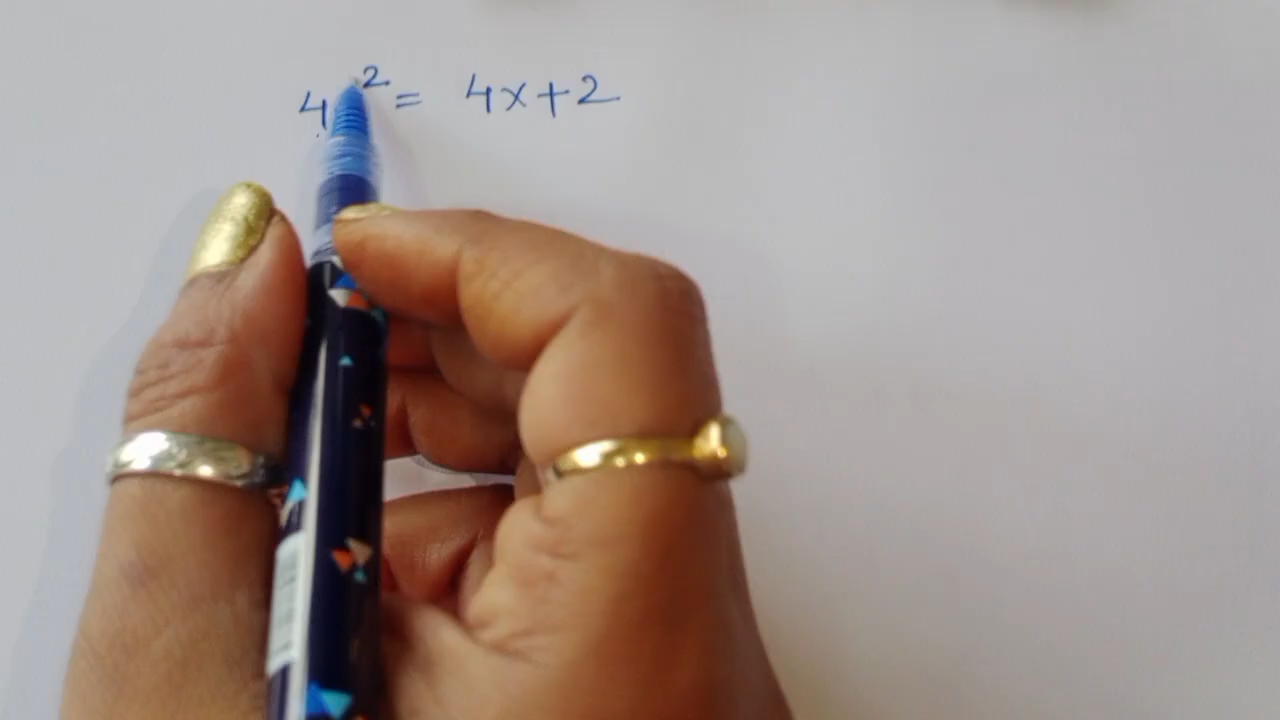 4 ² = 4x+2